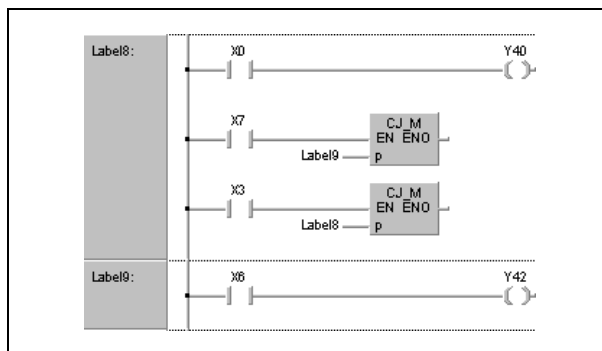 Label8:
X0 Y40
X7 CJ_M
EN ENO
Label9 p
X3 CJ_M
EN ENO
Label8 p
Label9:
X6 Y42